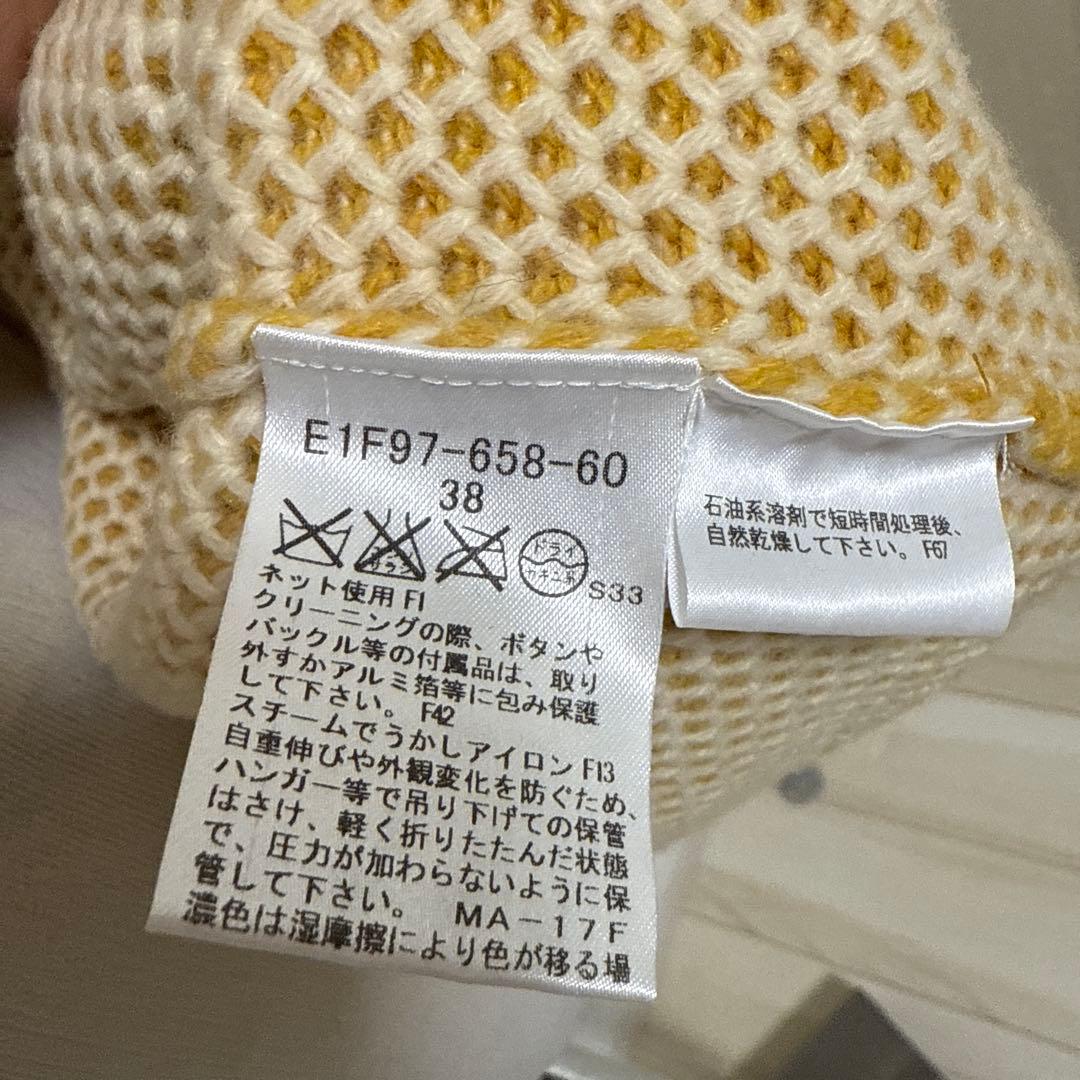 E1F97-658-60
38
サラシ
ドライ
セキユ系
S33
ネット使用 F1
クリーニングの際、ボタンや
バックル等の付属品は、取り
外すかアルミ箔等に包み保護
して下さい。 F42
スチームでうかしアイロン F13
自重伸びや外観変化を防ぐため、
ハンガー等で吊り下げての保管
はさけ、軽く折りたたんだ状態
で、圧力が加わらないように保
管して下さい。 MA-17F
濃色は湿摩擦により色が移る場
石油系溶剤で短時間処理後、
自然乾燥して下さい。 F67